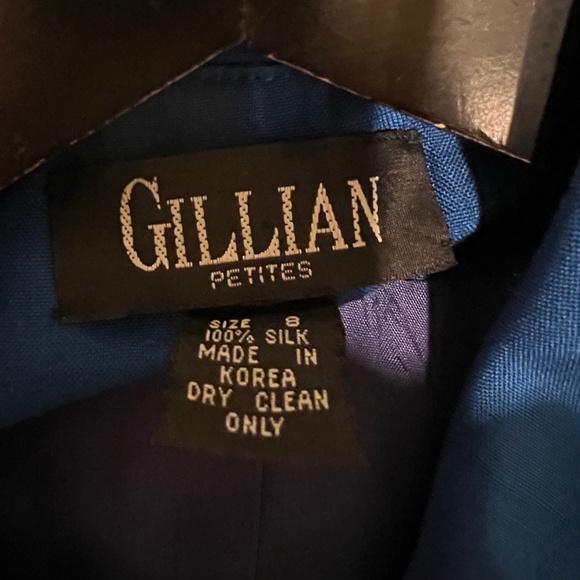 GILLIAN
PETITES
SIZE 8
100% SILK
MADE IN
KOREA
DRY CLEAN
ONLY